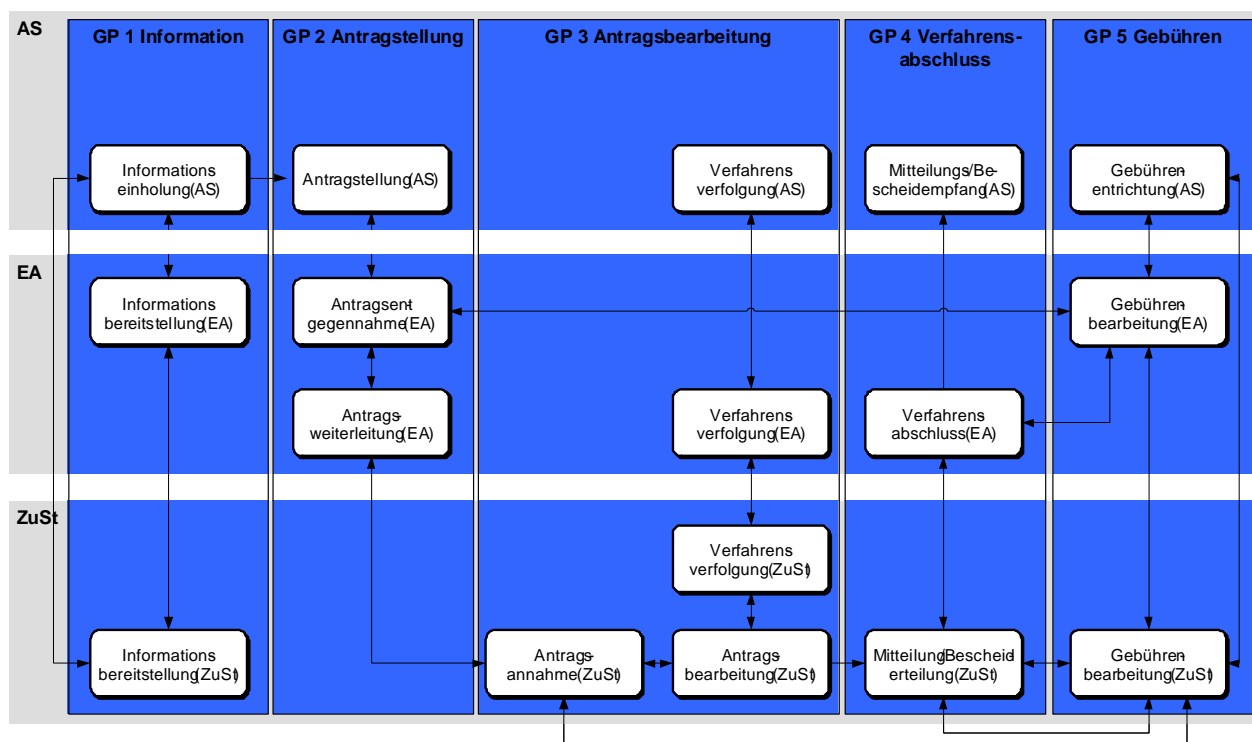 AS
GP 1 Information
GP 2 Antragstellung
GP 3 Antragsbearbeitung
GP 4 Verfahrens-
abschluss
GP 5 Gebühren
Informations
einholung(AS)
Antragstellung(AS)
Verfahrens
verfolgung(AS)
Mitteilungs/Be-
scheidempfang(AS)
Gebühren-
entrichtung(AS)
EA
Informations
bereitstellung(EA)
Antragsent-
gegennahme(EA)
Gebühren-
bearbeitung(EA)
Antrags-
weiterleitung(EA)
Verfahrens
verfolgung(EA)
Verfahrens
abschluss(EA)
ZuSt
Verfahrens
verfolgung(ZuSt)
Informations
bereitstellung(ZuSt)
Antrags-
annahme(ZuSt)
Antrags-
bearbeitung(ZuSt)
Mitteilung/Bescheid-
erteilung(ZuSt)
Gebühren-
bearbeitung(ZuSt)